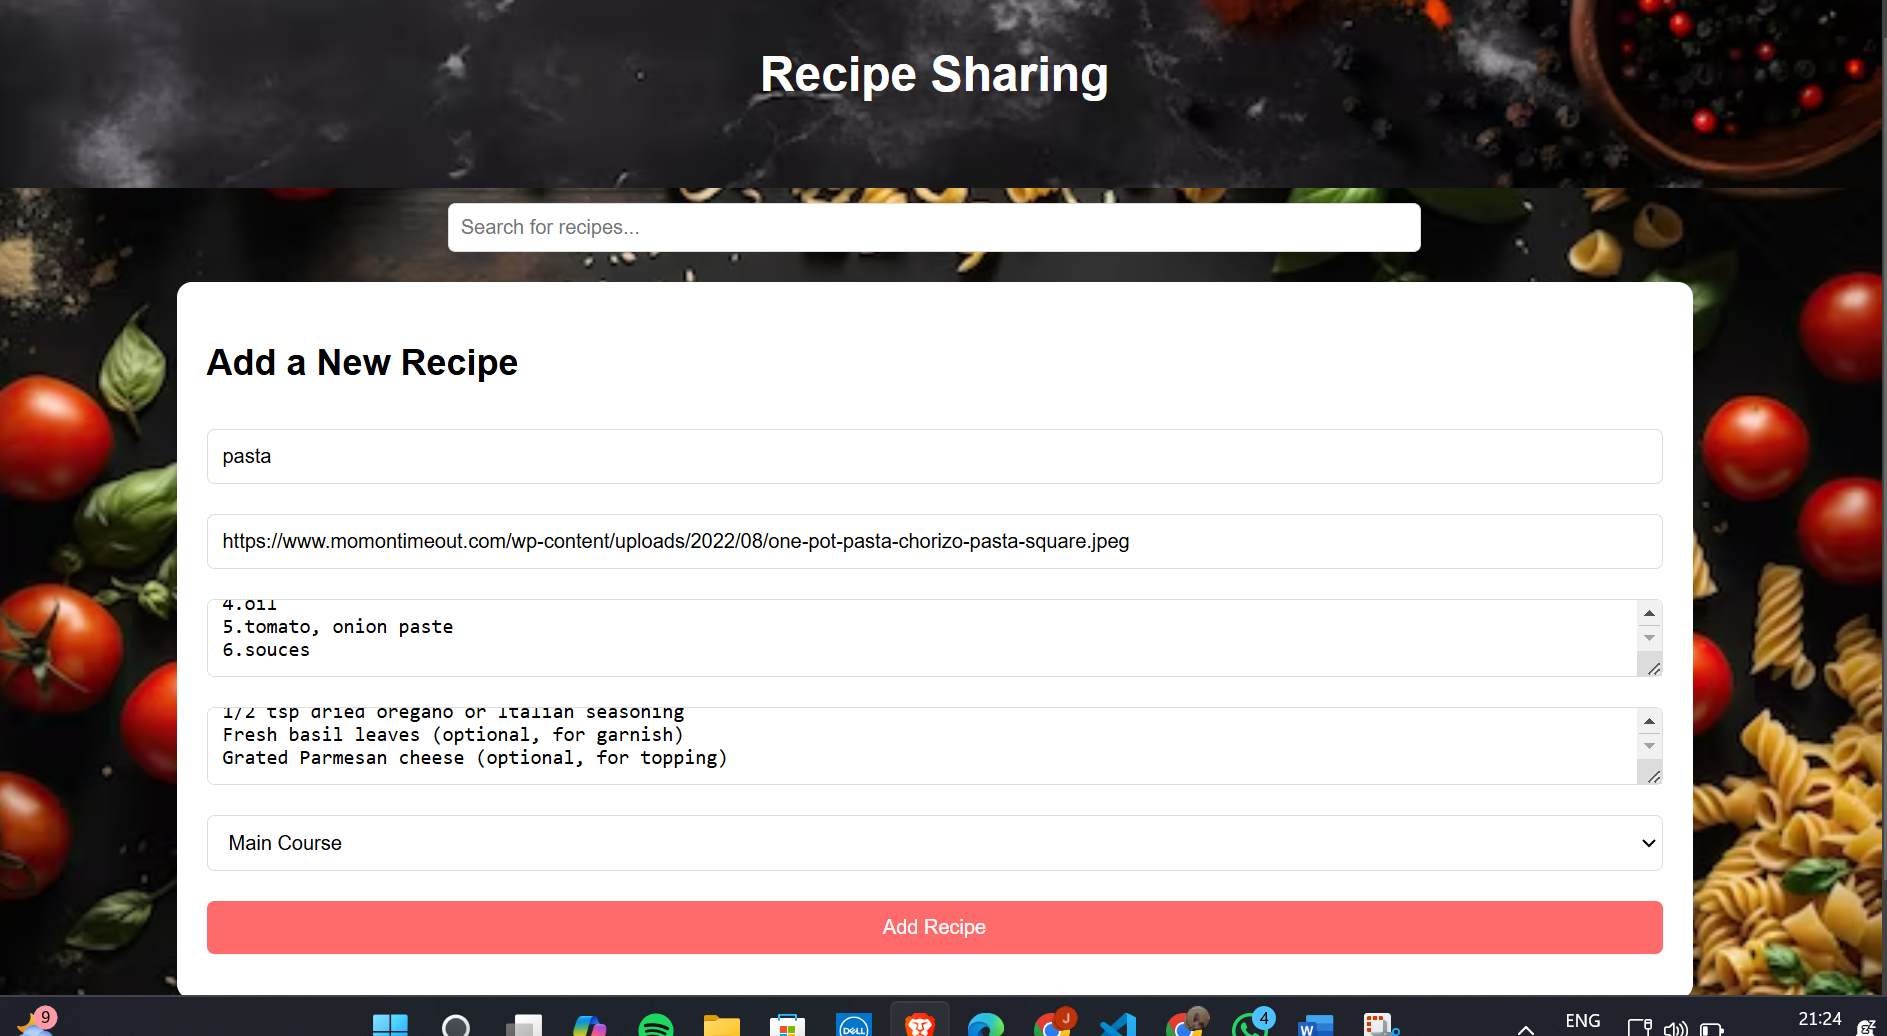 Recipe Sharing
Search for recipes...
Add a New Recipe
pasta
https://www.momontimeout.com/wp-content/uploads/2022/08/one-pot-pasta-chorizo-pasta-square.jpeg
4.oil
5.tomato, onion paste
6.souces
1/2 tsp dried oregano or Italian seasoning
Fresh basil leaves (optional, for garnish)
Grated Parmesan cheese (optional, for topping)
Main Course
Add Recipe
9
DELL
J
W
4
ENG
21:24